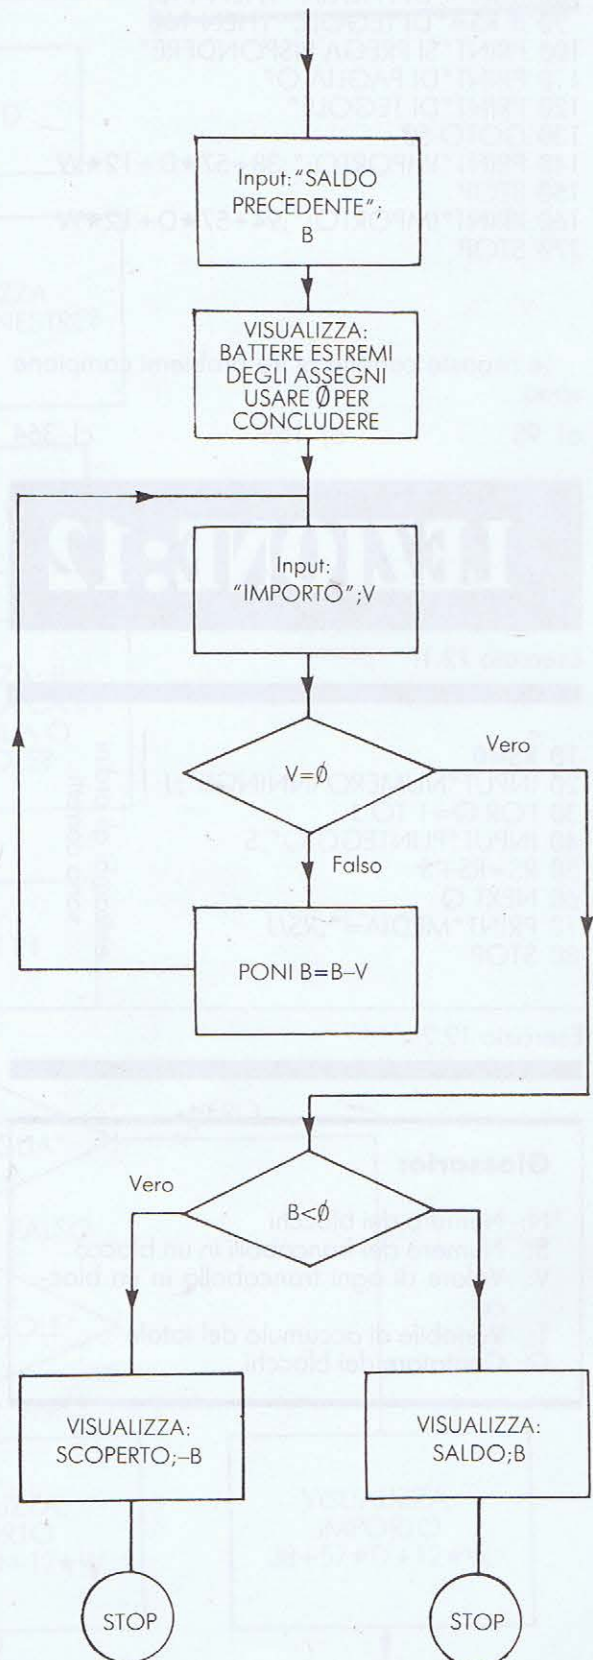 Input: “SALDO
PRECEDENTE“;
B
VISUALIZZA:
BATTERE ESTREMI
DEGLI ASSEGNI
USARE Ø PER
CONCLUDERE
Input:
“IMPORTO“;V
V=Ø
Vero
Falso
PONI B=B–V
B<Ø
Vero
VISUALIZZA:
SCOPERTO;–B
VISUALIZZA:
SALDO;B
STOP
STOP